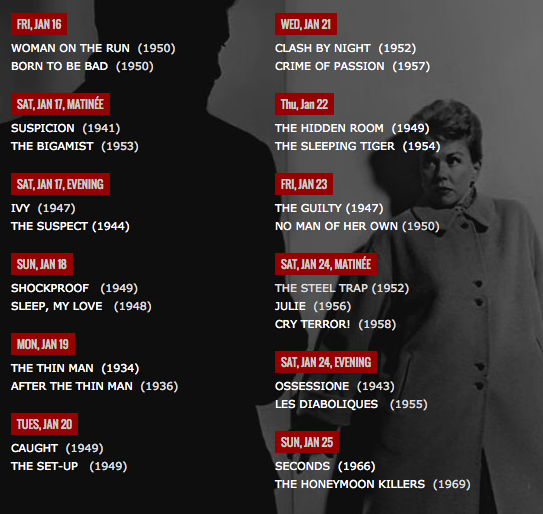 FRI, JAN 16
WOMAN ON THE RUN (1950)
BORN TO BE BAD (1950)
SAT, JAN 17, MATINÉE
SUSPICION (1941)
THE BIGAMIST (1953)
SAT, JAN 17, EVENING
IVY (1947)
THE SUSPECT (1944)
SUN, JAN 18
SHOCKPROOF (1949)
SLEEP, MY LOVE (1948)
MON, JAN 19
THE THIN MAN (1934)
AFTER THE THIN MAN (1936)
TUES, JAN 20
CAUGHT (1949)
THE SET-UP (1949)
WED, JAN 21
CLASH BY NIGHT (1952)
CRIME OF PASSION (1957)
Thu, Jan 22
THE HIDDEN ROOM (1949)
THE SLEEPING TIGER (1954)
FRI, JAN 23
THE GUILTY (1947)
NO MAN OF HER OWN (1950)
SAT, JAN 24, MATINÉE
THE STEEL TRAP (1952)
JULIE (1956)
CRY TERROR! (1958)
SAT, JAN 24, EVENING
OSSESSIONE (1943)
LES DIABOLIQUES (1955)
SUN, JAN 25
SECONDS (1966)
THE HONEYMOON KILLERS (1969)